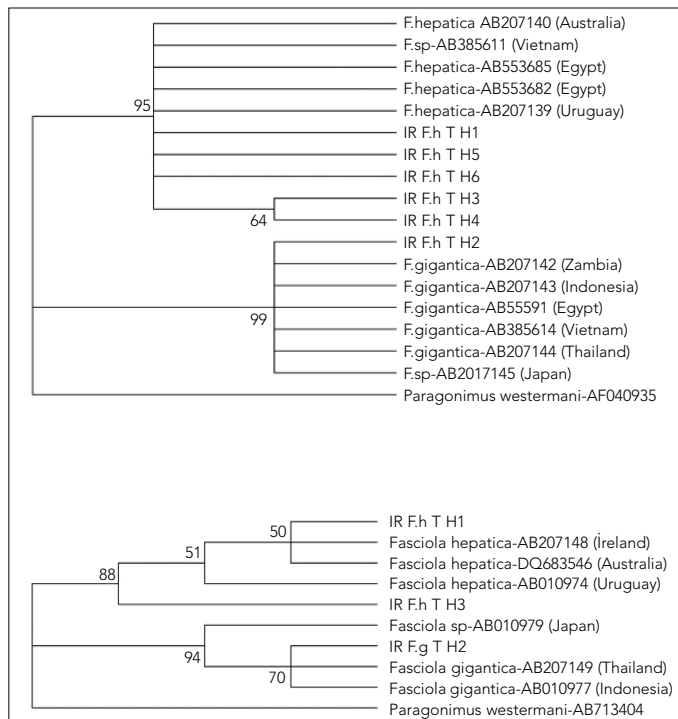 F.hepatica AB207140 (Australia)
F.sp-AB385611 (Vietnam)
F.hepatica-AB553685 (Egypt)
F.hepatica-AB553682 (Egypt)
95
F.hepatica-AB207139 (Uruguay)
IR F.h T H1
IR F.h T H5
IR F.h T H6
IR F.h T H3
64
IR F.h T H4
IR F.h T H2
F.gigantica-AB207142 (Zambia)
F.gigantica-AB207143 (Indonesia)
F.gigantica-AB55591 (Egypt)
99
F.gigantica-AB385614 (Vietnam)
F.gigantica-AB207144 (Thailand)
F.sp-AB2017145 (Japan)
Paragonimus westermani-AF040935
IR F.h T H1
50
Fasciola hepatica-AB207148 (İreland)
51
Fasciola hepatica-DQ683546 (Australia)
88
Fasciola hepatica-AB010974 (Uruguay)
IR F.h T H3
Fasciola sp-AB010979 (Japan)
94
IR F.g T H2
Fasciola gigantica-AB207149 (Thailand)
70
Fasciola gigantica-AB010977 (Indonesia)
Paragonimus westermani-AB713404